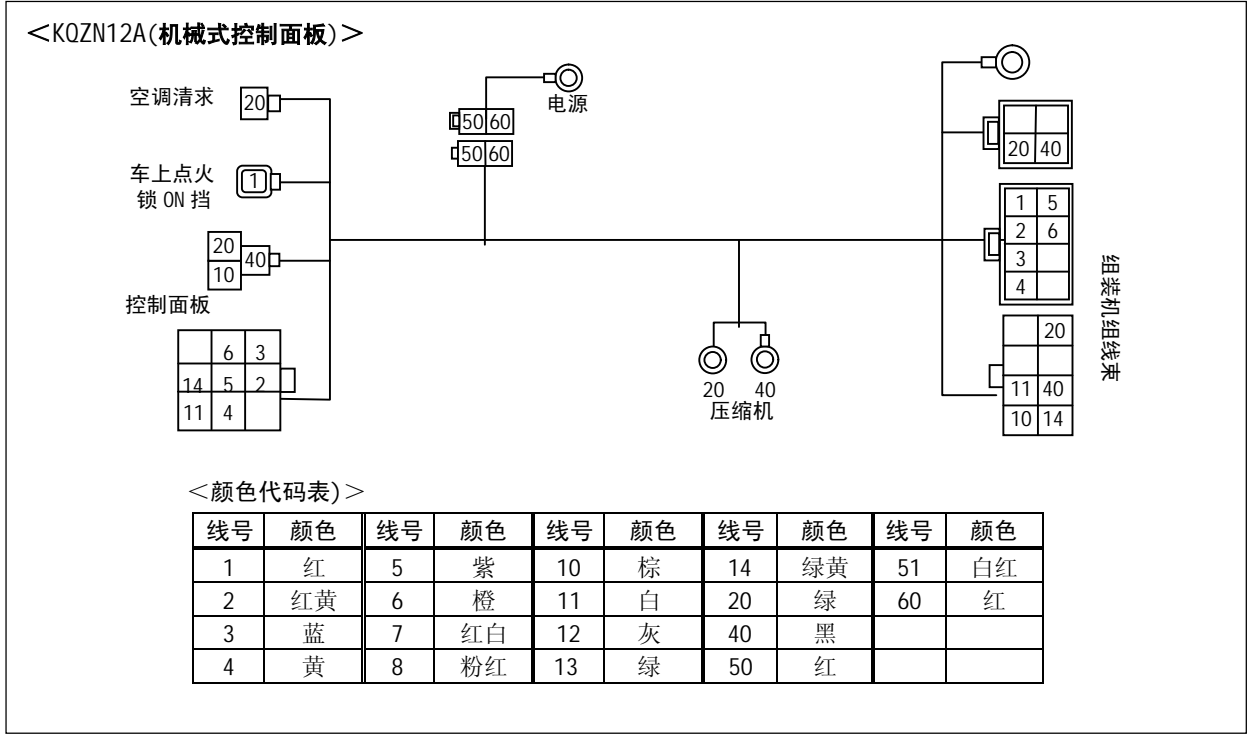 ＜KQZN12A(机械式控制面板)＞
空调清求
20
电源
50 60
50 60
20 40
车上点火
锁 ON 挡
1
1 5
2 6
3
4
20
10
40
控制面板
6 3
14 5 2
11 4
20 40
压缩机
组装机组线束
20
11 40
10 14
＜颜色代码表)＞
线号 颜色 线号 颜色 线号 颜色 线号 颜色 线号 颜色
1 红 5 紫 10 棕 14 绿黄 51 白红
2 红黄 6 橙 11 白 20 绿 60 红
3 蓝 7 红白 12 灰 40 黑
4 黄 8 粉红 13 绿 50 红